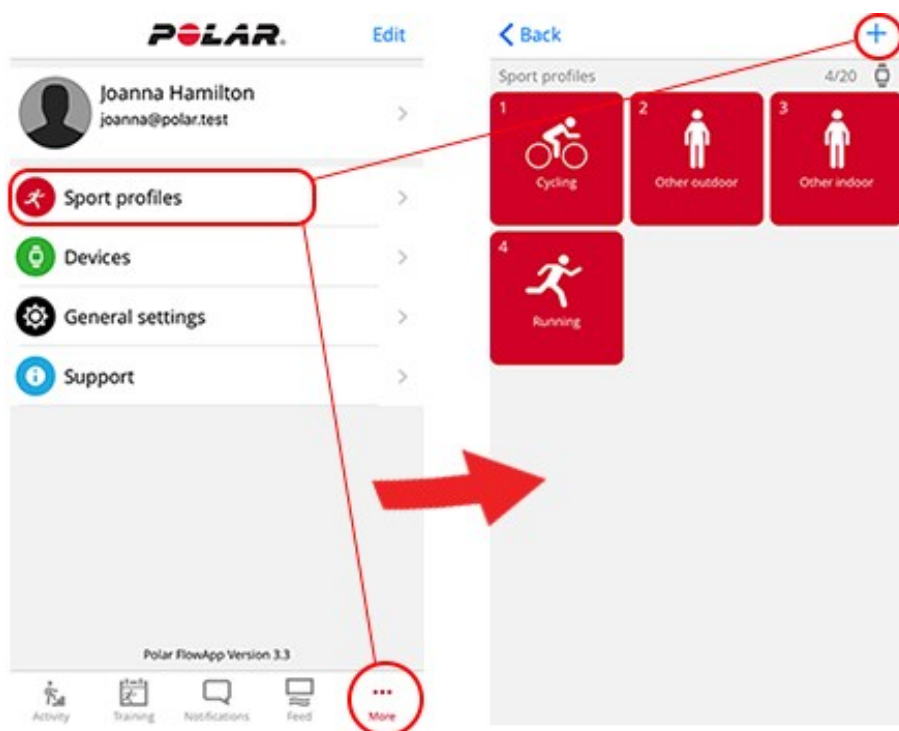 POLAR.
Edit
Joanna Hamilton
joanna@polar.test
Sport profiles
Devices
General settings
Support
Polar FlowApp Version 3.3
Activity
Training
Notifications
Feed
More
Back
Sport profiles
4/20
1
Cycling
2
Other outdoor
3
Other indoor
4
Running